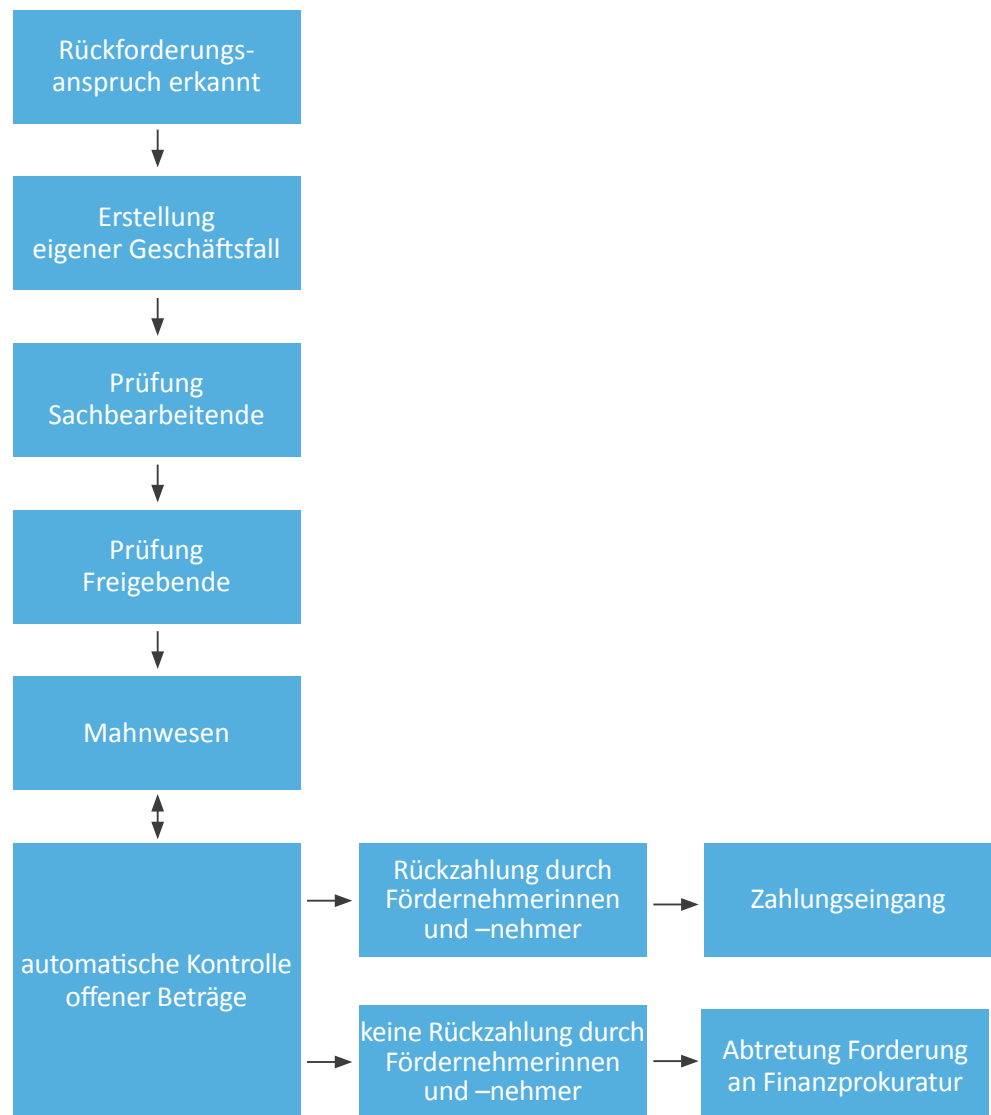 Rückforderungs-
anspruch erkannt
Erstellung
eigener Geschäftsfall
Prüfung
Sachbearbeitende
Prüfung
Freigebende
Mahnwesen
automatische Kontrolle
offener Beträge
Rückzahlung durch
Fördernehmerinnen
und –nehmer
Zahlungseingang
keine Rückzahlung durch
Fördernehmerinnen
und –nehmer
Abtretung Forderung
an Finanzprokuratur